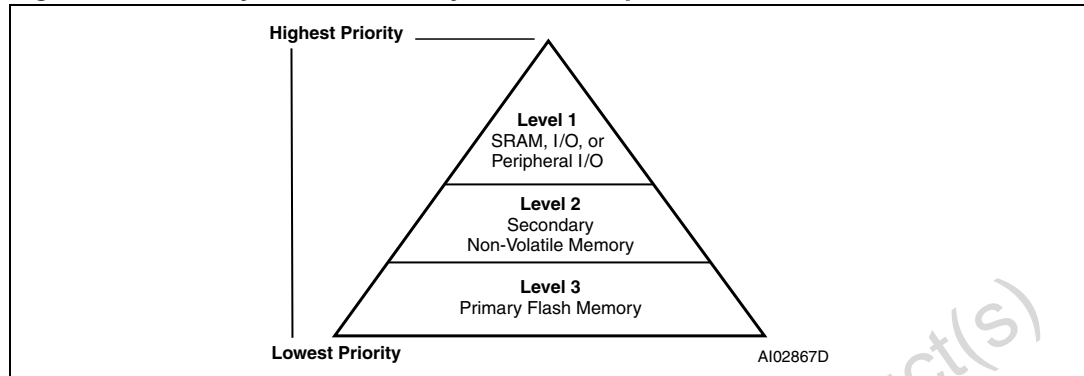 Highest Priority
Level 1
SRAM, I/O, or
Peripheral I/O
Level 2
Secondary
Non-Volatile Memory
Level 3
Primary Flash Memory
Lowest Priority
AI02867D